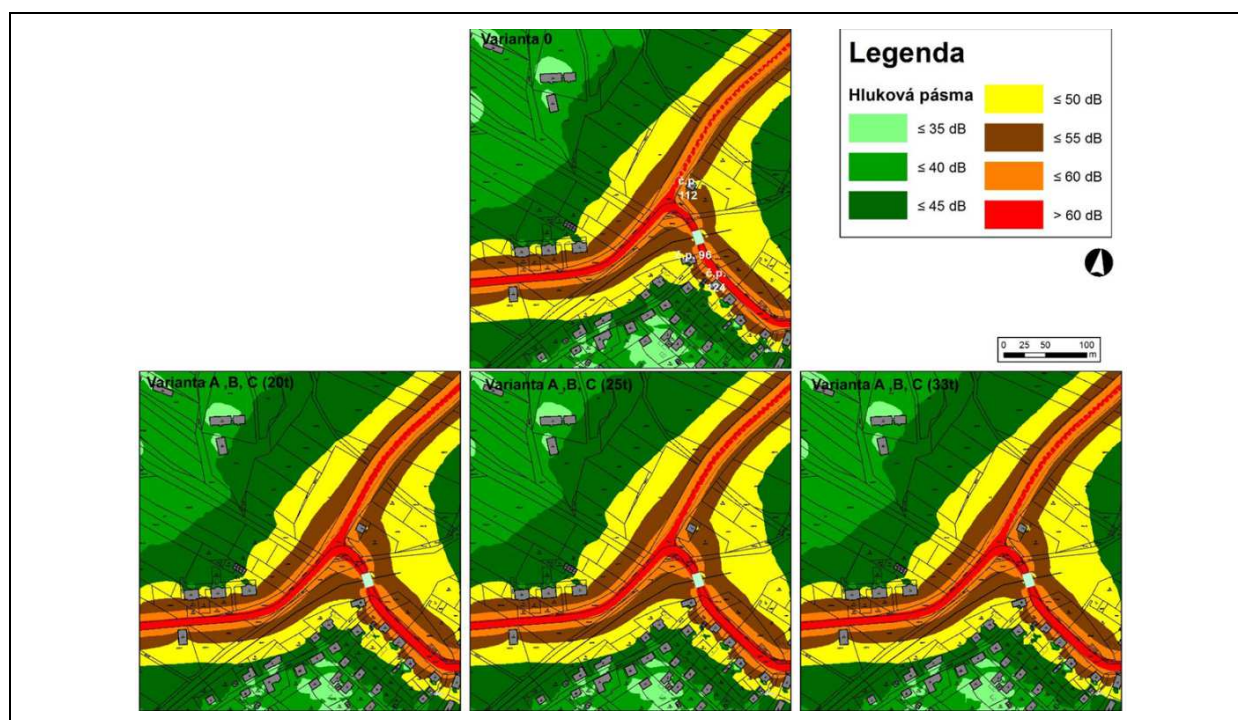 Varianta 0
č.p.
112
č.p. 96
č.p.
124
Legenda
Hluková pásma
≤ 35 dB
≤ 40 dB
≤ 45 dB
≤ 50 dB
≤ 55 dB
≤ 60 dB
> 60 dB
0 25 50 100
m
Varianta A ,B, C (20t)
Varianta A ,B, C (25t)
Varianta A ,B, C (33t)